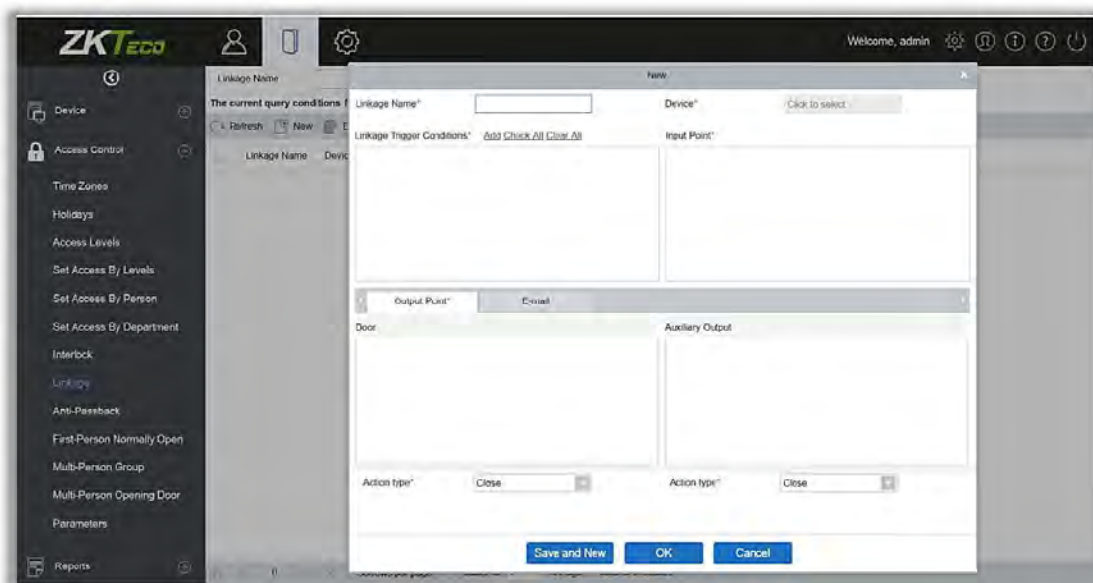 ZKTeco
Welcome, admin
Device
Access Control
Time Zones
Holidays
Access Levels
Set Access By Levels
Set Access By Person
Set Access By Department
Interlock
Linkage
Anti-Passback
First-Person Normally Open
Multi-Person Group
Multi-Person Opening Door
Parameters
Reports
Linkage Name
The current query conditions
Refresh New
Linkage Name
New
Linkage Name* Device* Click to select
Linkage Trigger Conditions* Add Check All Clear All Input Point*
Output Point* E-mail
Door Auxiliary Output
Action type* Close Action type* Close
Save and New OK Cancel